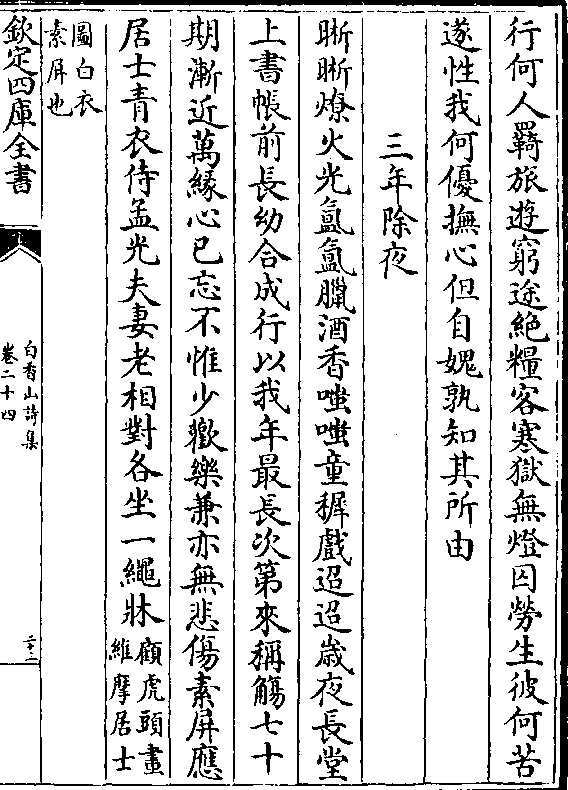 行何人羇旅遊窮途絶糧客寒獄無燈囚勞生彼何苦
遂性我何優撫心但自媿孰知其所由
三年除夜
晣晣燎火光氲氲臘酒香嗤嗤童穉戲迢迢歳夜長堂
上書帳前長幼合成行以我年最長次第來稱觴七十
期漸近萬緣心已忘不惟少歡樂兼亦無悲傷素屏應
居士青衣侍孟光夫妻老相對各坐一繩牀顧虎頭畫
維摩居士
圖白衣
素屏也
欽定四庫全書
白香山詩集
卷二十四
二十二